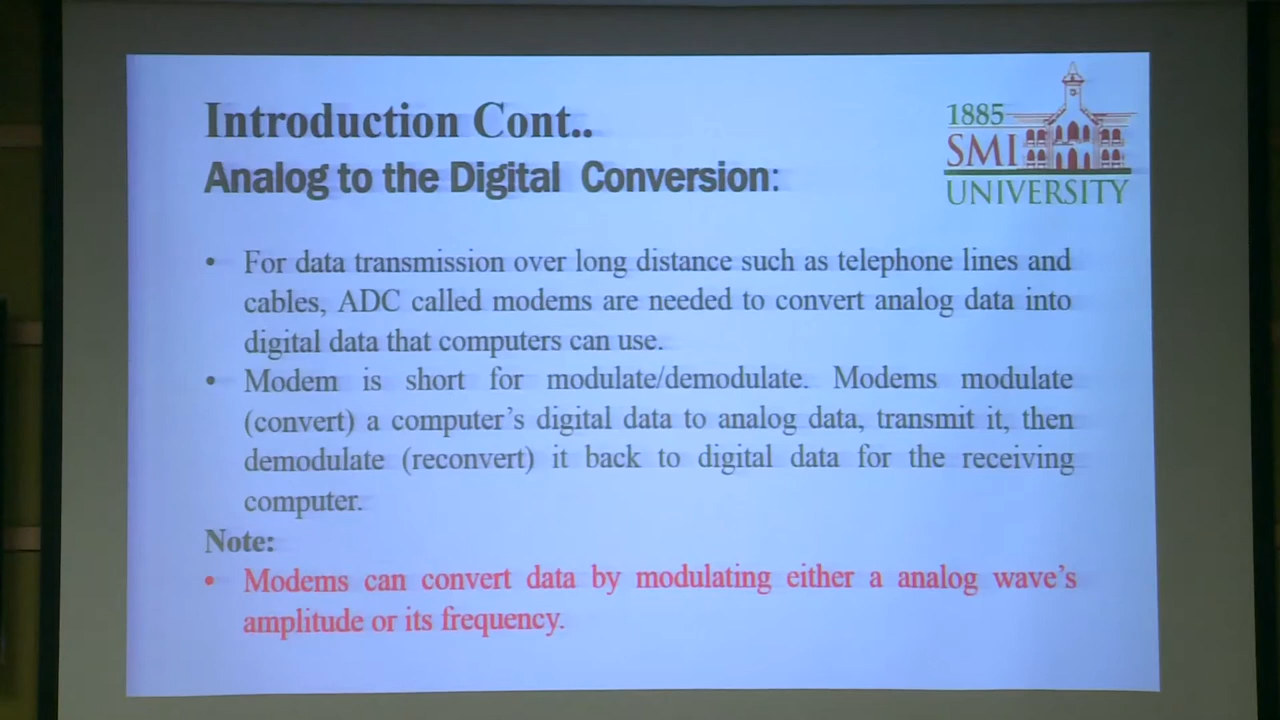 Introduction Cont..
Analog to the Digital Conversion:
1885
SMI
UNIVERSITY
• For data transmission over long distance such as telephone lines and
cables, ADC called modems are needed to convert analog data into
digital data that computers can use.
• Modem is short for modulate/demodulate. Modems modulate
(convert) a computer's digital data to analog data, transmit it, then
demodulate (reconvert) it back to digital data for the receiving
computer.
Note:
• Modems can convert data by modulating either a analog wave's
amplitude or its frequency.